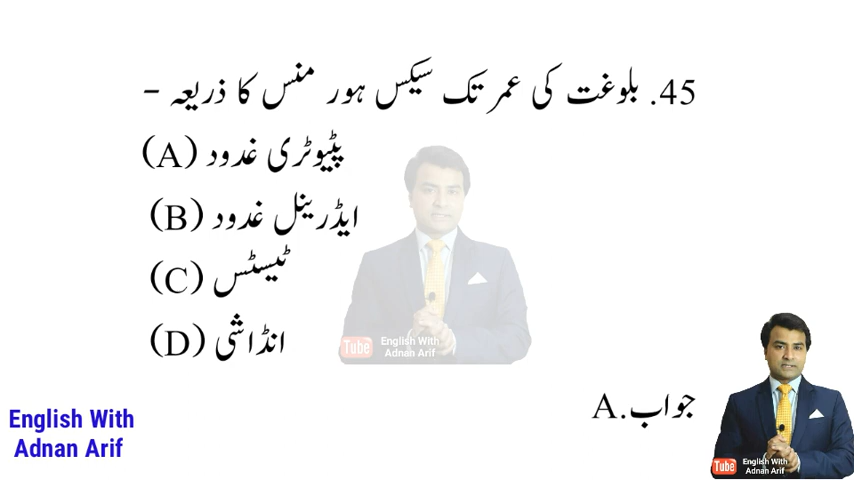 45. بلوغت کی عمر تک سیکس ہور منس کا ذریعہ -
پٹیوٹری غدود (A)
ایڈرینل غدود (B)
ٹیسٹس (C)
انڈاشی (D)
جواب.A
English With
Adnan Arif
Tube English With
Adnan Arif
Tube English With
Adnan Arif